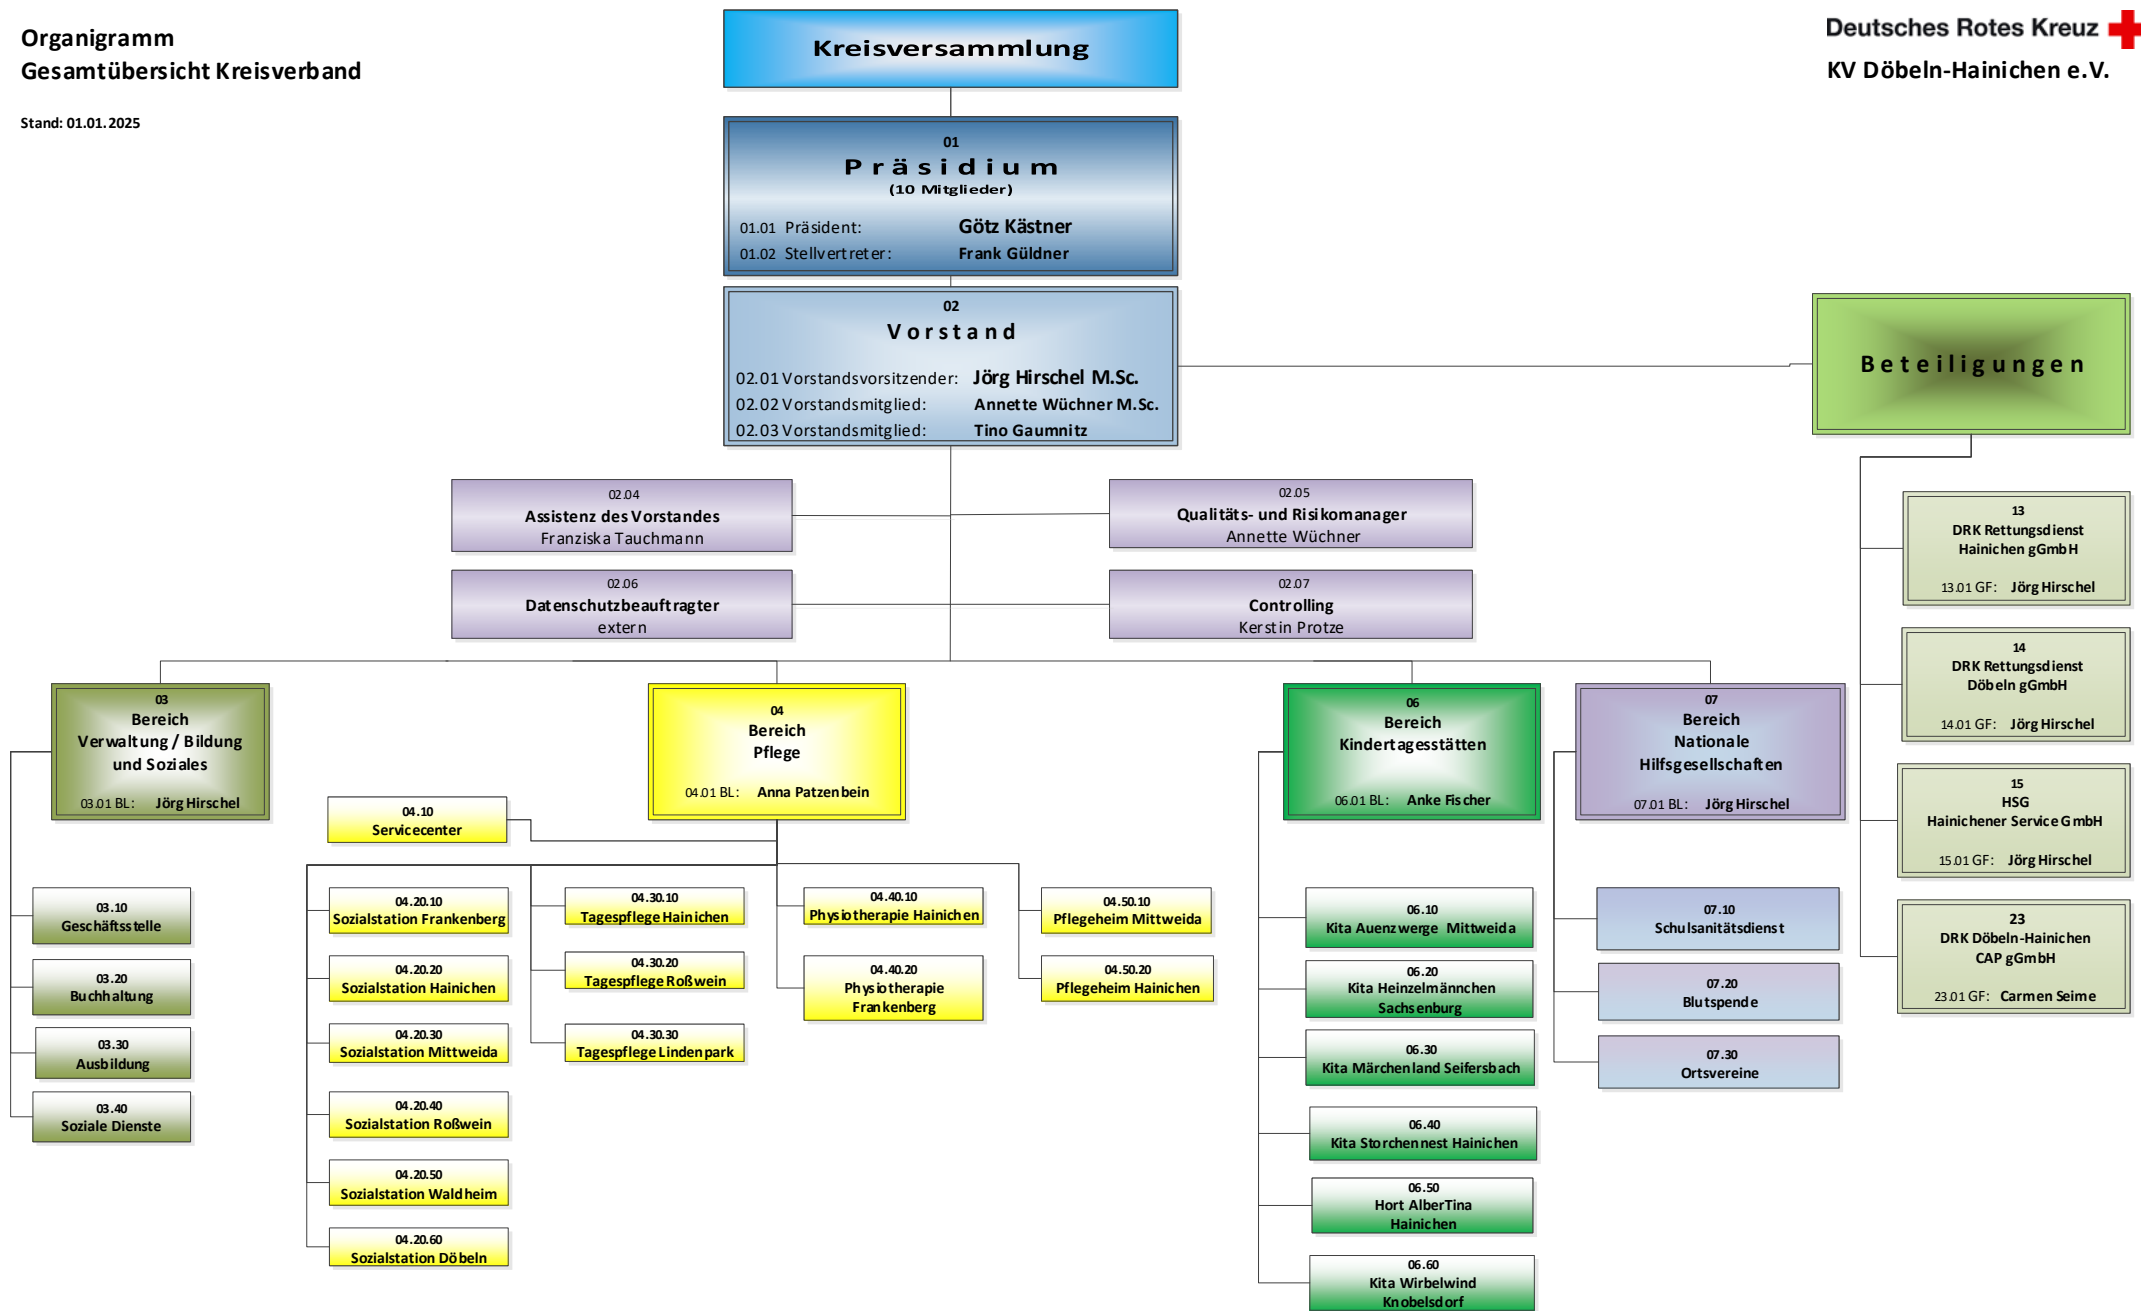 Organigramm
Gesamtübersicht Kreisverband
Stand: 01.01.2025
Deutsches Rotes Kreuz
KV Döbeln-Hainichen e.V.
Kreisversammlung
01
Präsidium
(10 Mitglieder)
01.01 Präsident: Götz Kästner
01.02 Stellvertreter: Frank Güldner
02
Vorstand
02.01 Vorstandsvorsitzender: Jörg Hirschel M.Sc.
02.02 Vorstandsmitglied: Annette Wüchner M.Sc.
02.03 Vorstandsmitglied: Tino Gaumnitz
Beteiligungen
02.04
Assistenz des Vorstandes
Franziska Tauchmann
02.05
Qualitäts- und Risikomanager
Annette Wüchner
02.06
Datenschutzbeauftragter
extern
02.07
Controlling
Kerstin Protze
13
DRK Rettungsdienst
Hainichen gGmbH
13.01 GF: Jörg Hirschel
14
DRK Rettungsdienst
Döbeln gGmbH
14.01 GF: Jörg Hirschel
15
HSG
Hainichener Service GmbH
15.01 GF: Jörg Hirschel
23
DRK Döbeln-Hainichen
CAP gGmbH
23.01 GF: Carmen Seime
03
Bereich
Verwaltung / Bildung
und Soziales
03.01 BL: Jörg Hirschel
03.10
Geschäftsstelle
03.20
Buchhaltung
03.30
Ausbildung
03.40
Soziale Dienste
04
Bereich
Pflege
04.01 BL: Anna Patzenbein
04.10
Servicecenter
04.20.10
Sozialstation Frankenberg
04.20.20
Sozialstation Hainichen
04.20.30
Sozialstation Mittweida
04.20.40
Sozialstation Roßwein
04.20.50
Sozialstation Waldheim
04.20.60
Sozialstation Döbeln
04.30.10
Tagespflege Hainichen
04.30.20
Tagespflege Roßwein
04.30.30
Tagespflege Lindenpark
04.40.10
Physiotherapie Hainichen
04.40.20
Physiotherapie
Frankenberg
04.50.10
Pflegeheim Mittweida
04.50.20
Pflegeheim Hainichen
06
Bereich
Kindertagesstätten
06.01 BL: Anke Fischer
06.10
Kita Auenzwerge Mittweida
06.20
Kita Heinzelmännchen
Sachsenburg
06.30
Kita Märchenland Seifersbach
06.40
Kita Storchennest Hainichen
06.50
Hort AlberTina
Hainichen
06.60
Kita Wirbelwind
Knobelsdorf
07
Bereich
Nationale
Hilfsgesellschaften
07.01 BL: Jörg Hirschel
07.10
Schulsanitätsdienst
07.20
Blutspende
07.30
Ortsvereine